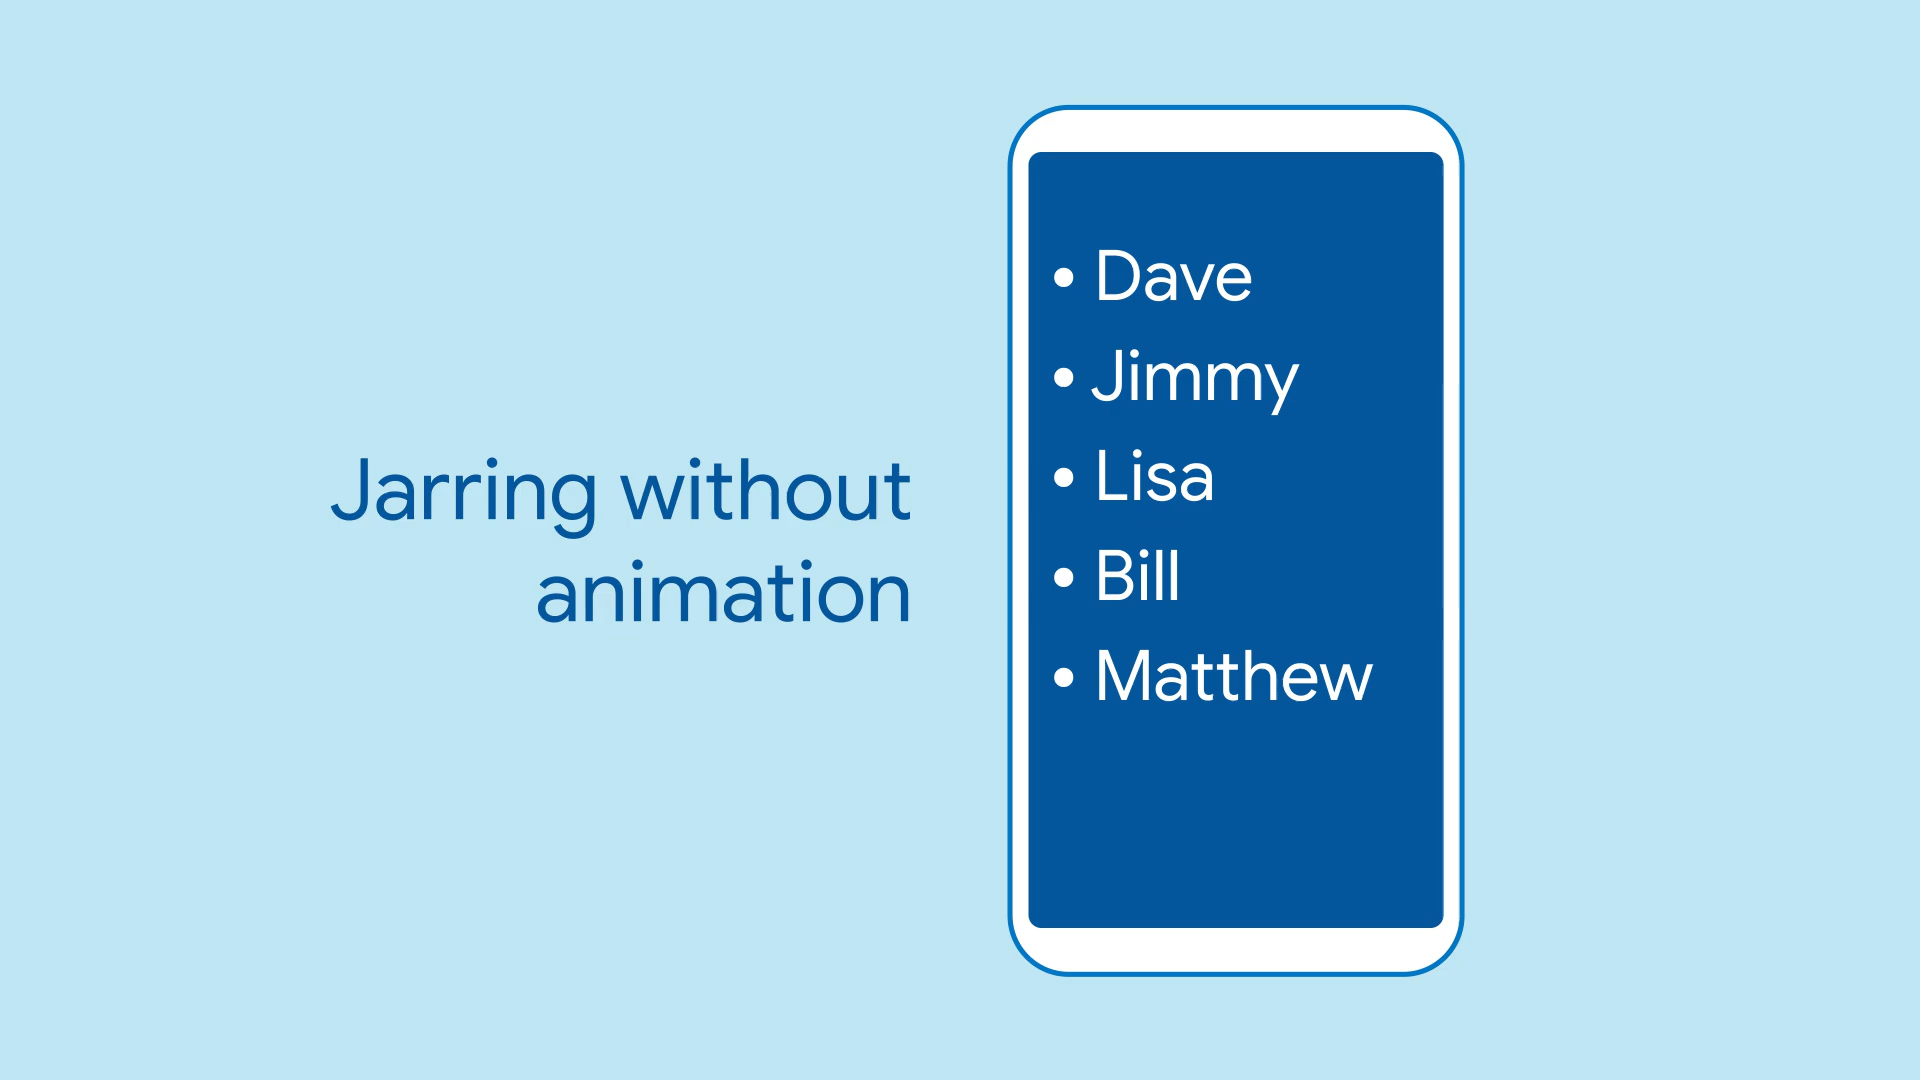 Jarring without
animation
• Dave
• Jimmy
• Lisa
• Bill
• Matthew